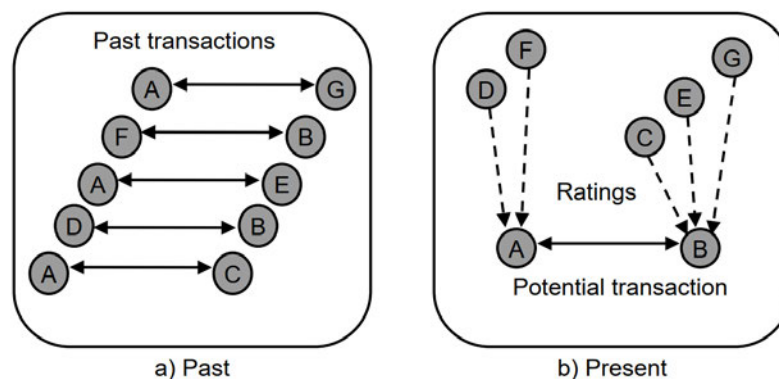 Past transactions
A G
F B
A E
D B
A C
a) Past
F
G
D
E
C
Ratings
A B
Potential transaction
b) Present